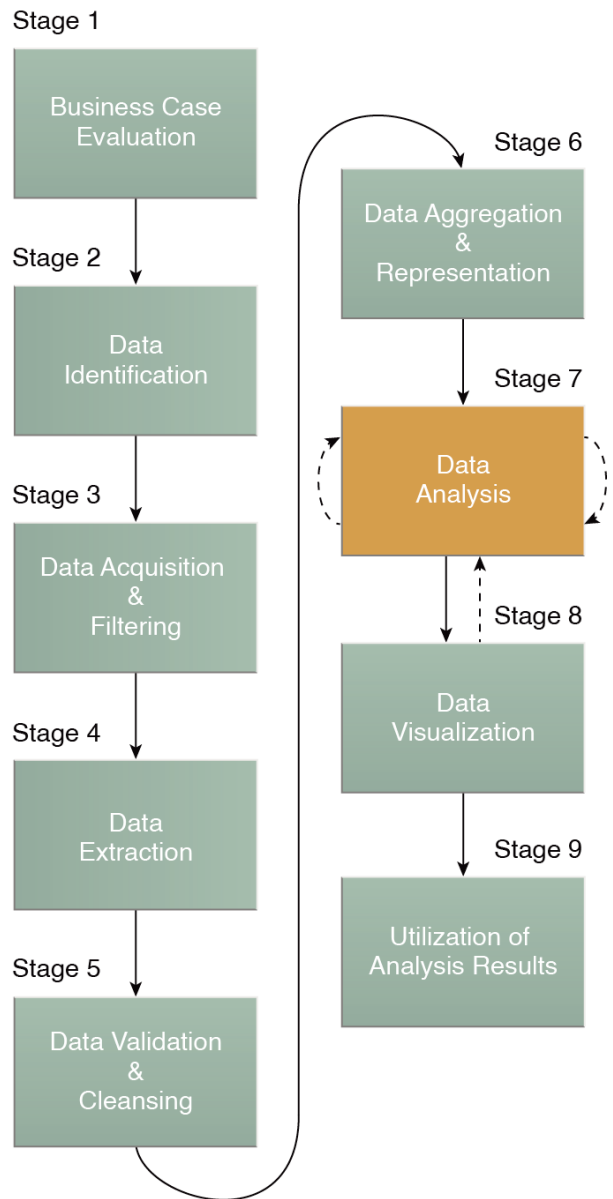 Stage 1
Business Case
Evaluation
Stage 2
Data
Identification
Stage 3
Data Acquisition
&
Filtering
Stage 4
Data
Extraction
Stage 5
Data Validation
&
Cleansing
Stage 6
Data Aggregation
&
Representation
Stage 7
Data
Analysis
Stage 8
Data
Visualization
Stage 9
Utilization of
Analysis Results